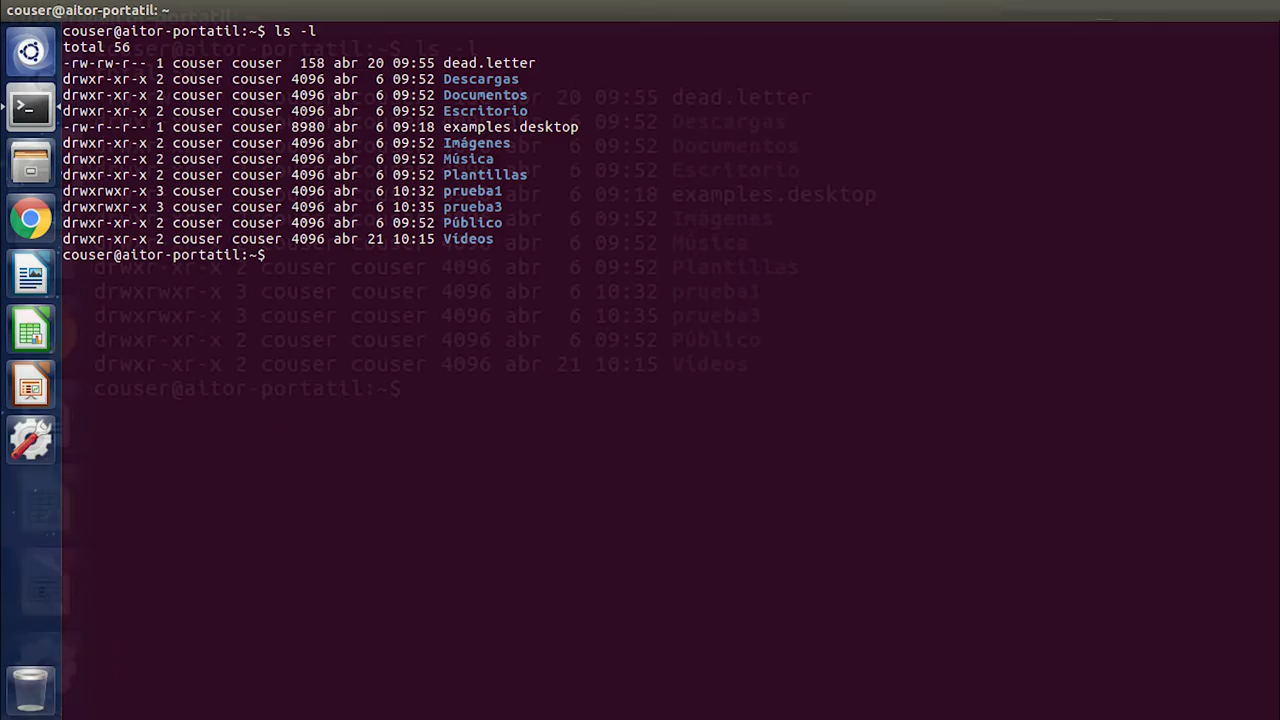 couser@aitor-portatil: ~
couser@aitor-portatil:~$ ls -l
total 56
-rw-rw-r-- 1 couser couser  158 abr 20 09:55 dead.letter
drwxr-xr-x 2 couser couser 4096 abr  6 09:52 Descargas
drwxr-xr-x 2 couser couser 4096 abr  6 09:52 Documentos
drwxr-xr-x 2 couser couser 4096 abr  6 09:52 Escritorio
-rw-r--r-- 1 couser couser 8980 abr  6 09:18 examples.desktop
drwxr-xr-x 2 couser couser 4096 abr  6 09:52 Imágenes
drwxr-xr-x 2 couser couser 4096 abr  6 09:52 Música
drwxr-xr-x 2 couser couser 4096 abr  6 09:52 Plantillas
drwxrwxr-x 3 couser couser 4096 abr  6 10:32 prueba1
drwxrwxr-x 3 couser couser 4096 abr  6 10:35 prueba3
drwxr-xr-x 2 couser couser 4096 abr  6 09:52 Público
drwxr-xr-x 2 couser couser 4096 abr 21 10:15 Vídeos
couser@aitor-portatil:~$